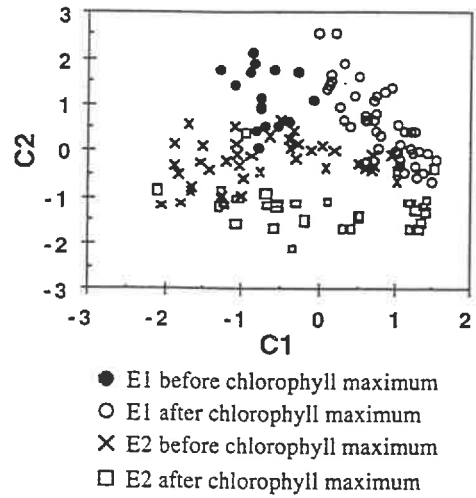 3
2
1
0
-1
-2
-3
C2
-3 -2 -1 0 1 2
C1
E1 before chlorophyll maximum
E1 after chlorophyll maximum
E2 before chlorophyll maximum
E2 after chlorophyll maximum